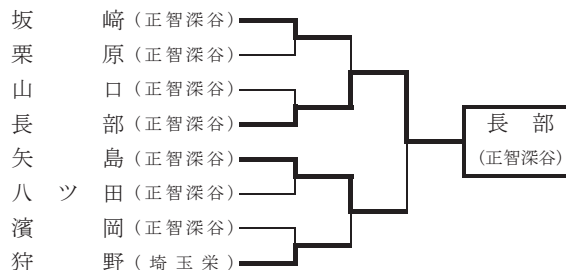 坂崎(正智深谷)
栗原(正智深谷)
山口(正智深谷)
長部(正智深谷)
矢島(正智深谷)
八ツ田(正智深谷)
濱岡(正智深谷)
狩野(埼玉栄)
長部
(正智深谷)